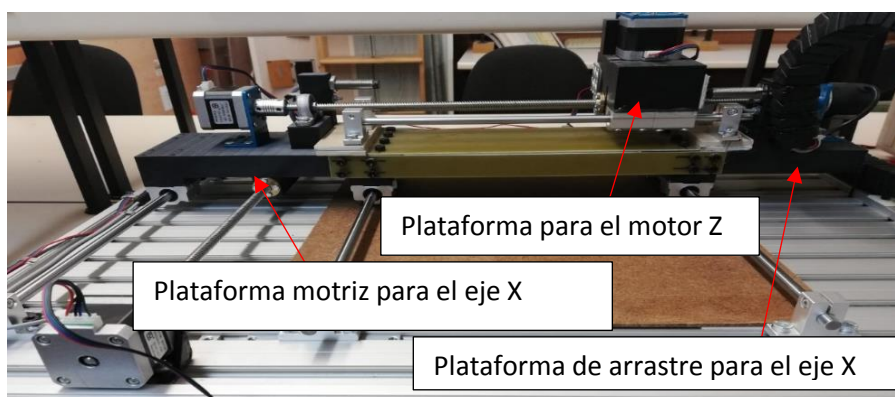 Plataforma para el motor Z
Plataforma motriz para el eje X
Plataforma de arrastre para el eje X